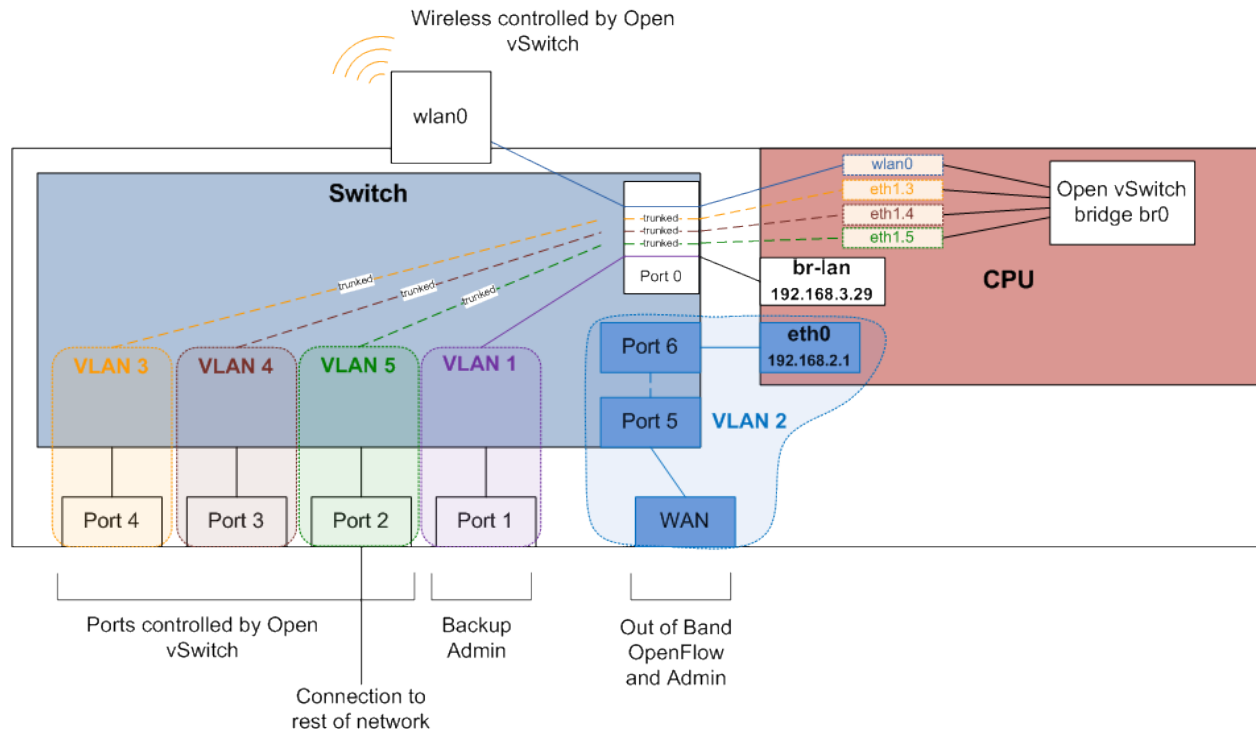 Wireless controlled by Open
vSwitch
wlan0
Switch
-trunked-
-trunked-
-trunked-
Port 0
trunked
trunked
trunked
wlan0
eth1.3
eth1.4
eth1.5
Open vSwitch
bridge br0
br-lan
192.168.3.29
CPU
VLAN 3
VLAN 4
VLAN 5
VLAN 1
Port 6
eth0
192.168.2.1
Port 5
VLAN 2
Port 4
Port 3
Port 2
Port 1
WAN
Ports controlled by Open
vSwitch
Backup
Admin
Out of Band
OpenFlow
and Admin
Connection to
rest of network